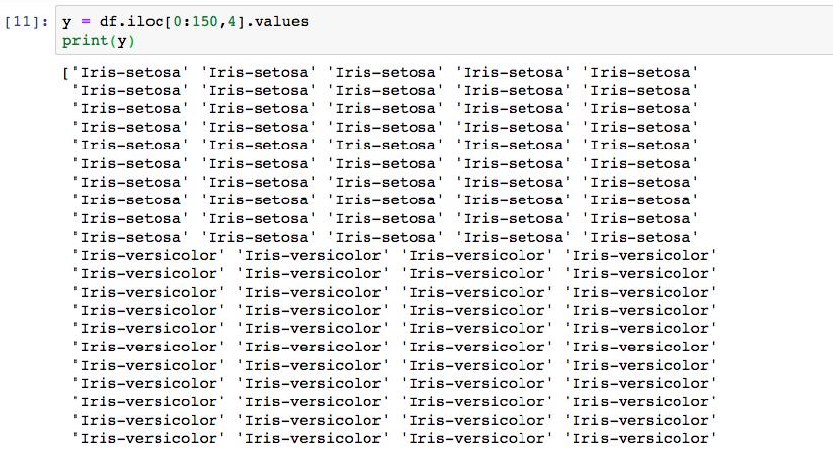 [11]: y = df.iloc[0:150,4].values
print(y)
['Iris-setosa' 'Iris-setosa' 'Iris-setosa' 'Iris-setosa' 'Iris-setosa'
'Iris-setosa' 'Iris-setosa' 'Iris-setosa' 'Iris-setosa' 'Iris-setosa'
'Iris-setosa' 'Iris-setosa' 'Iris-setosa' 'Iris-setosa' 'Iris-setosa'
'Iris-setosa' 'Iris-setosa' 'Iris-setosa' 'Iris-setosa' 'Iris-setosa'
'Iris-setosa' 'Iris-setosa' 'Iris-setosa' 'Iris-setosa' 'Iris-setosa'
'Iris-setosa' 'Iris-setosa' 'Iris-setosa' 'Iris-setosa' 'Iris-setosa'
'Iris-setosa' 'Iris-setosa' 'Iris-setosa' 'Iris-setosa' 'Iris-setosa'
'Iris-setosa' 'Iris-setosa' 'Iris-setosa' 'Iris-setosa' 'Iris-setosa'
'Iris-setosa' 'Iris-setosa' 'Iris-setosa' 'Iris-setosa' 'Iris-setosa'
'Iris-setosa' 'Iris-setosa' 'Iris-setosa' 'Iris-setosa' 'Iris-setosa'
'Iris-versicolor' 'Iris-versicolor' 'Iris-versicolor' 'Iris-versicolor'
'Iris-versicolor' 'Iris-versicolor' 'Iris-versicolor' 'Iris-versicolor'
'Iris-versicolor' 'Iris-versicolor' 'Iris-versicolor' 'Iris-versicolor'
'Iris-versicolor' 'Iris-versicolor' 'Iris-versicolor' 'Iris-versicolor'
'Iris-versicolor' 'Iris-versicolor' 'Iris-versicolor' 'Iris-versicolor'
'Iris-versicolor' 'Iris-versicolor' 'Iris-versicolor' 'Iris-versicolor'
'Iris-versicolor' 'Iris-versicolor' 'Iris-versicolor' 'Iris-versicolor'
'Iris-versicolor' 'Iris-versicolor' 'Iris-versicolor' 'Iris-versicolor'
'Iris-versicolor' 'Iris-versicolor' 'Iris-versicolor' 'Iris-versicolor'
'Iris-versicolor' 'Iris-versicolor' 'Iris-versicolor' 'Iris-versicolor'
'Iris-versicolor' 'Iris-versicolor' 'Iris-versicolor' 'Iris-versicolor'